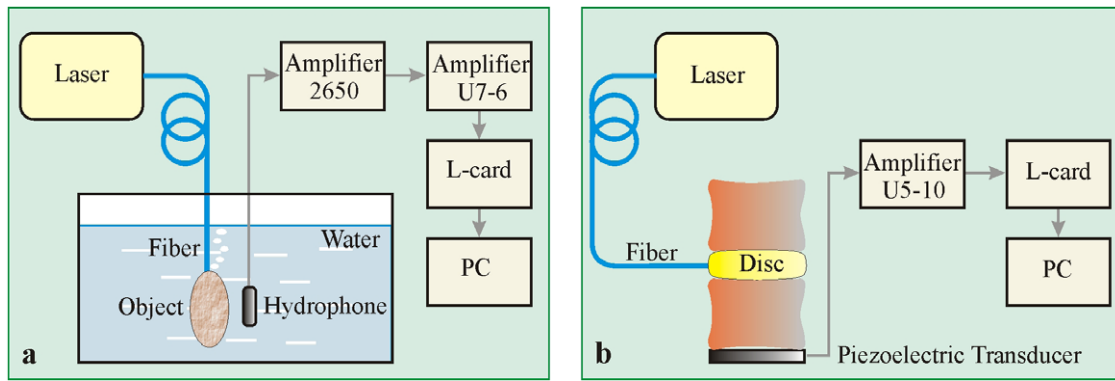 Laser
Amplifier
2650
Amplifier
U7-6
L-card
PC
Fiber
Water
Object
Hydrophone
a
Laser
Amplifier
U5-10
L-card
PC
Fiber
Disc
Piezoelectric Transducer
b